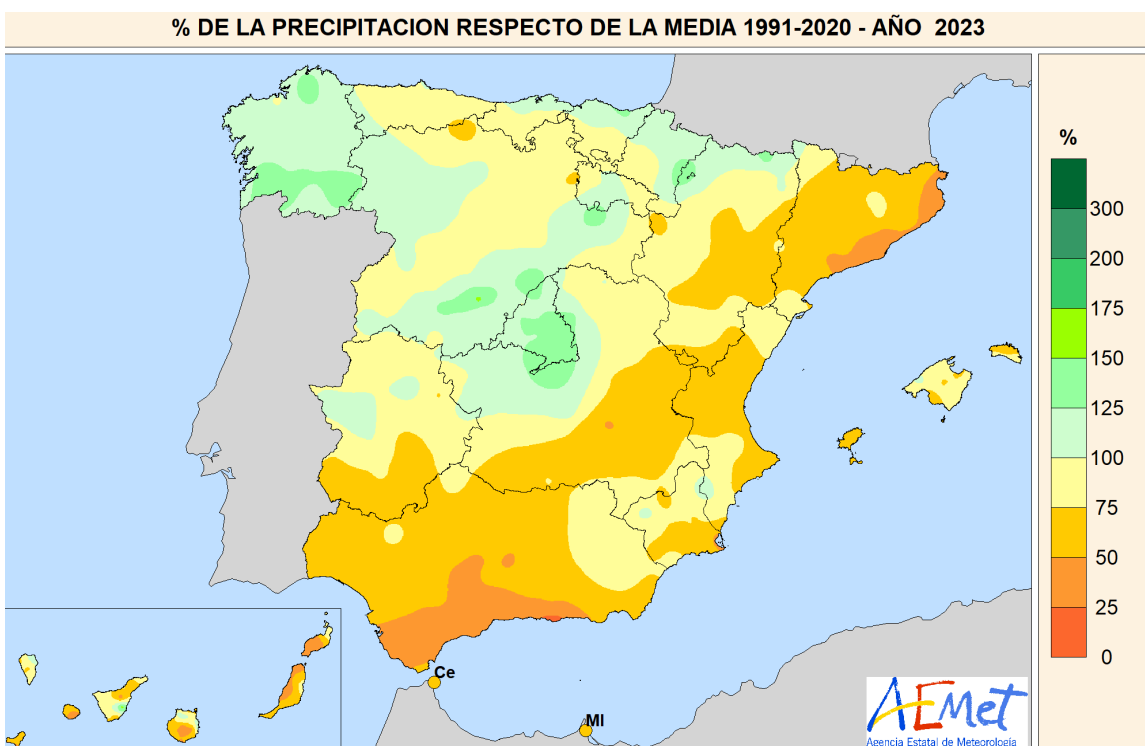 % DE LA PRECIPITACION RESPECTO DE LA MEDIA 1991-2020 - AÑO 2023
%
300
200
175
150
125
100
75
50
25
0
Ce
Ml
AEMet
Agencia Estatal de Meteorología